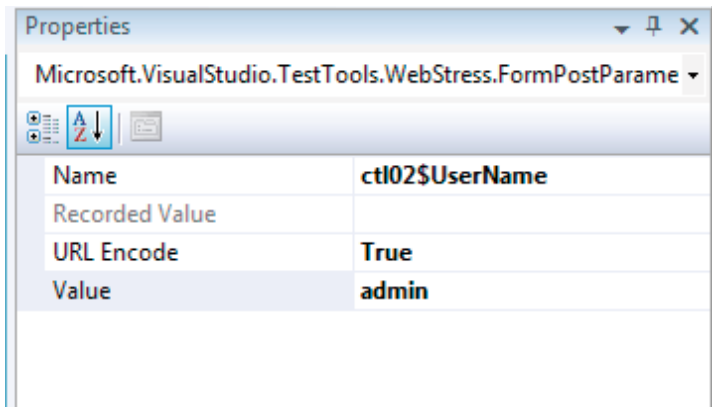 Properties
Microsoft.VisualStudio.TestTools.WebStress.FormPostParame
A
Z
Name ctl02$UserName
Recorded Value
URL Encode True
Value admin